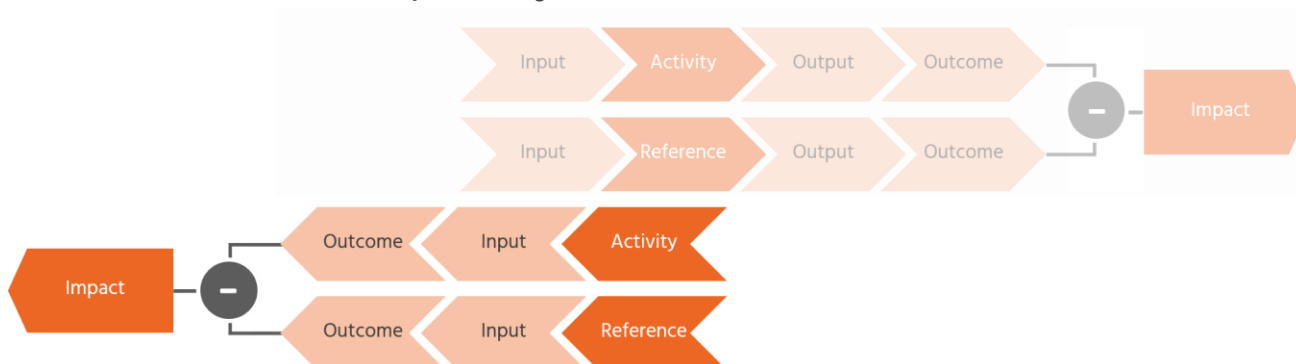 Input Activity Output Outcome
Impact
Input Reference Output Outcome
Outcome Input Activity
Impact
Outcome Input Reference